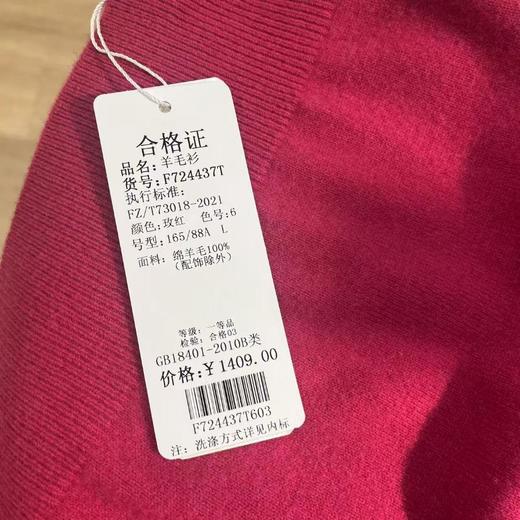 合格证
品名:羊毛衫
货号:F724437T
执行标准:
FZ/T73018-2021
颜色:玫红 色号:6
号型:165/88A L
面料: 绵羊毛100%
(配饰除外)
等级: 一等品
检验: 合格03
GB18401-2010B类
价格:¥1409.00
F724437T603
注: 洗涤方式详见内标